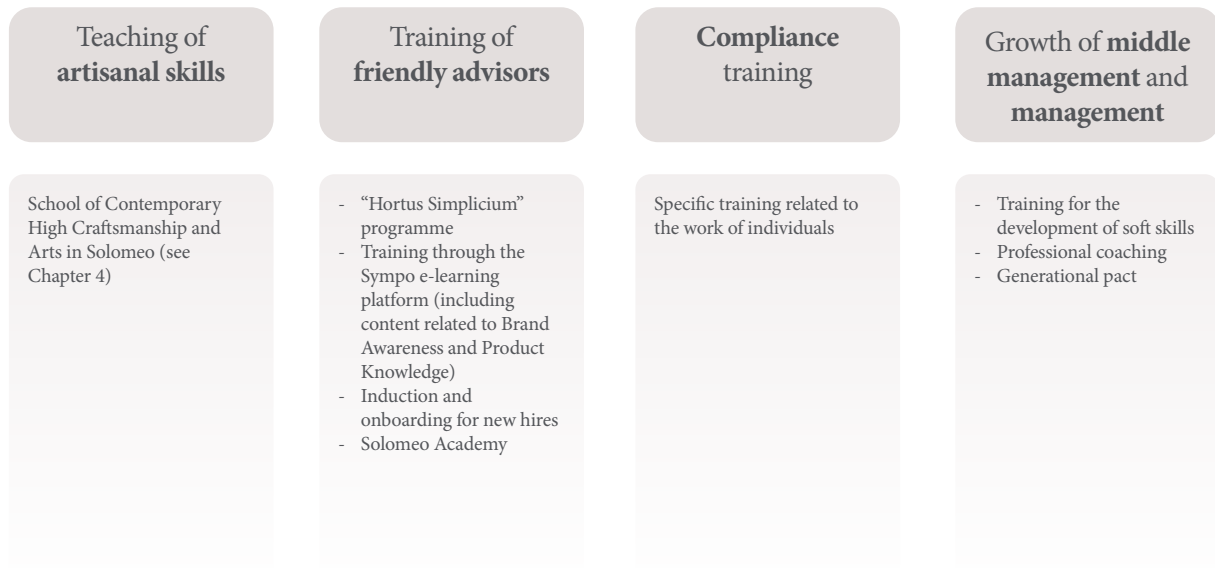 Teaching of
artisanal skills
School of Contemporary
High Craftsmanship and
Arts in Solomeo (see
Chapter 4)
Training of
friendly advisors
- “Hortus Simplicium”
programme
- Training through the
Sympo e-learning
platform (including
content related to Brand
Awareness and Product
Knowledge)
- Induction and
onboarding for new hires
- Solomeo Academy
Compliance
training
Specific training related to
the work of individuals
Growth of middle
management and
management
- Training for the
development of soft skills
- Professional coaching
- Generational pact